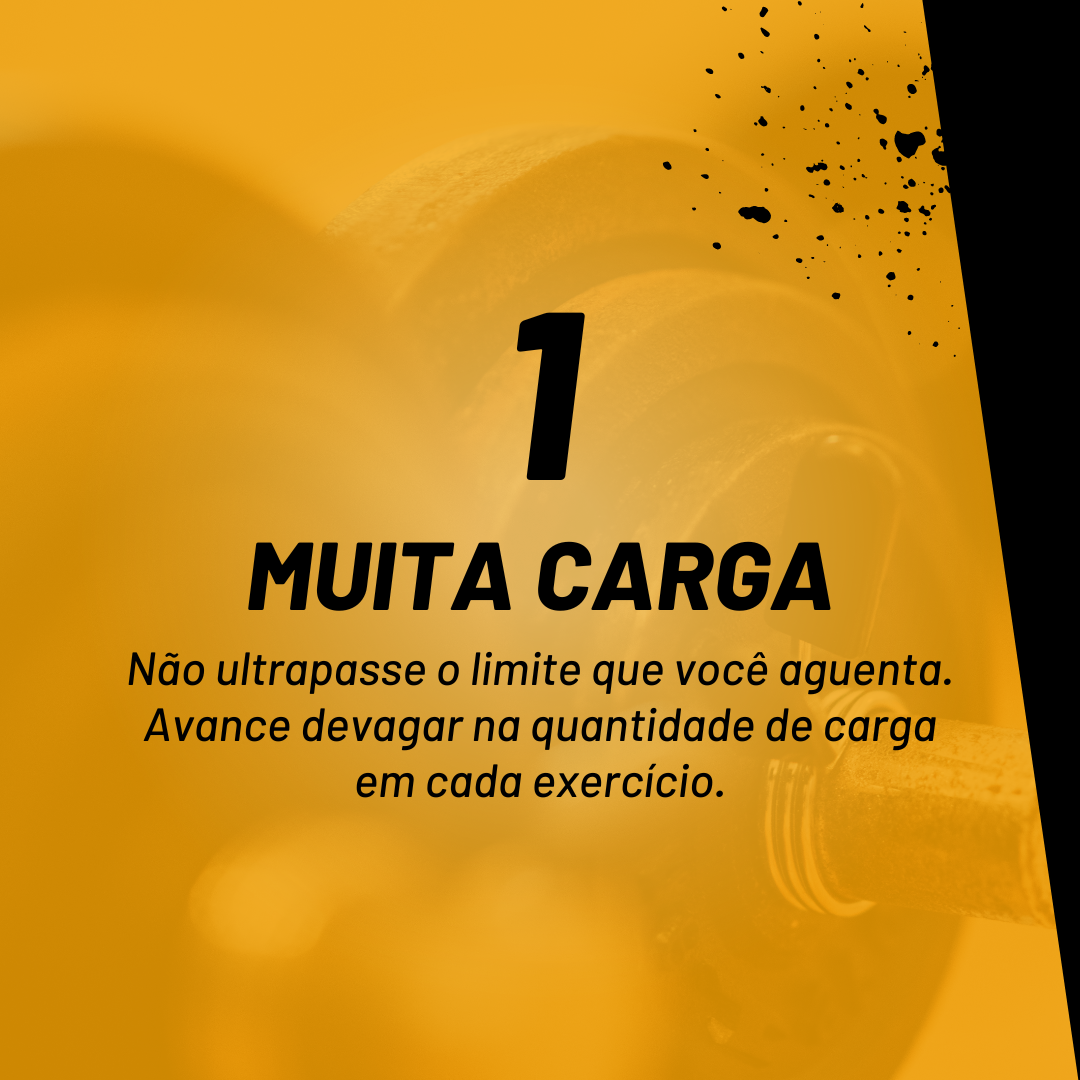 1
MUITA CARGA
Não ultrapasse o limite que você aguenta.
Avance devagar na quantidade de carga
em cada exercício.